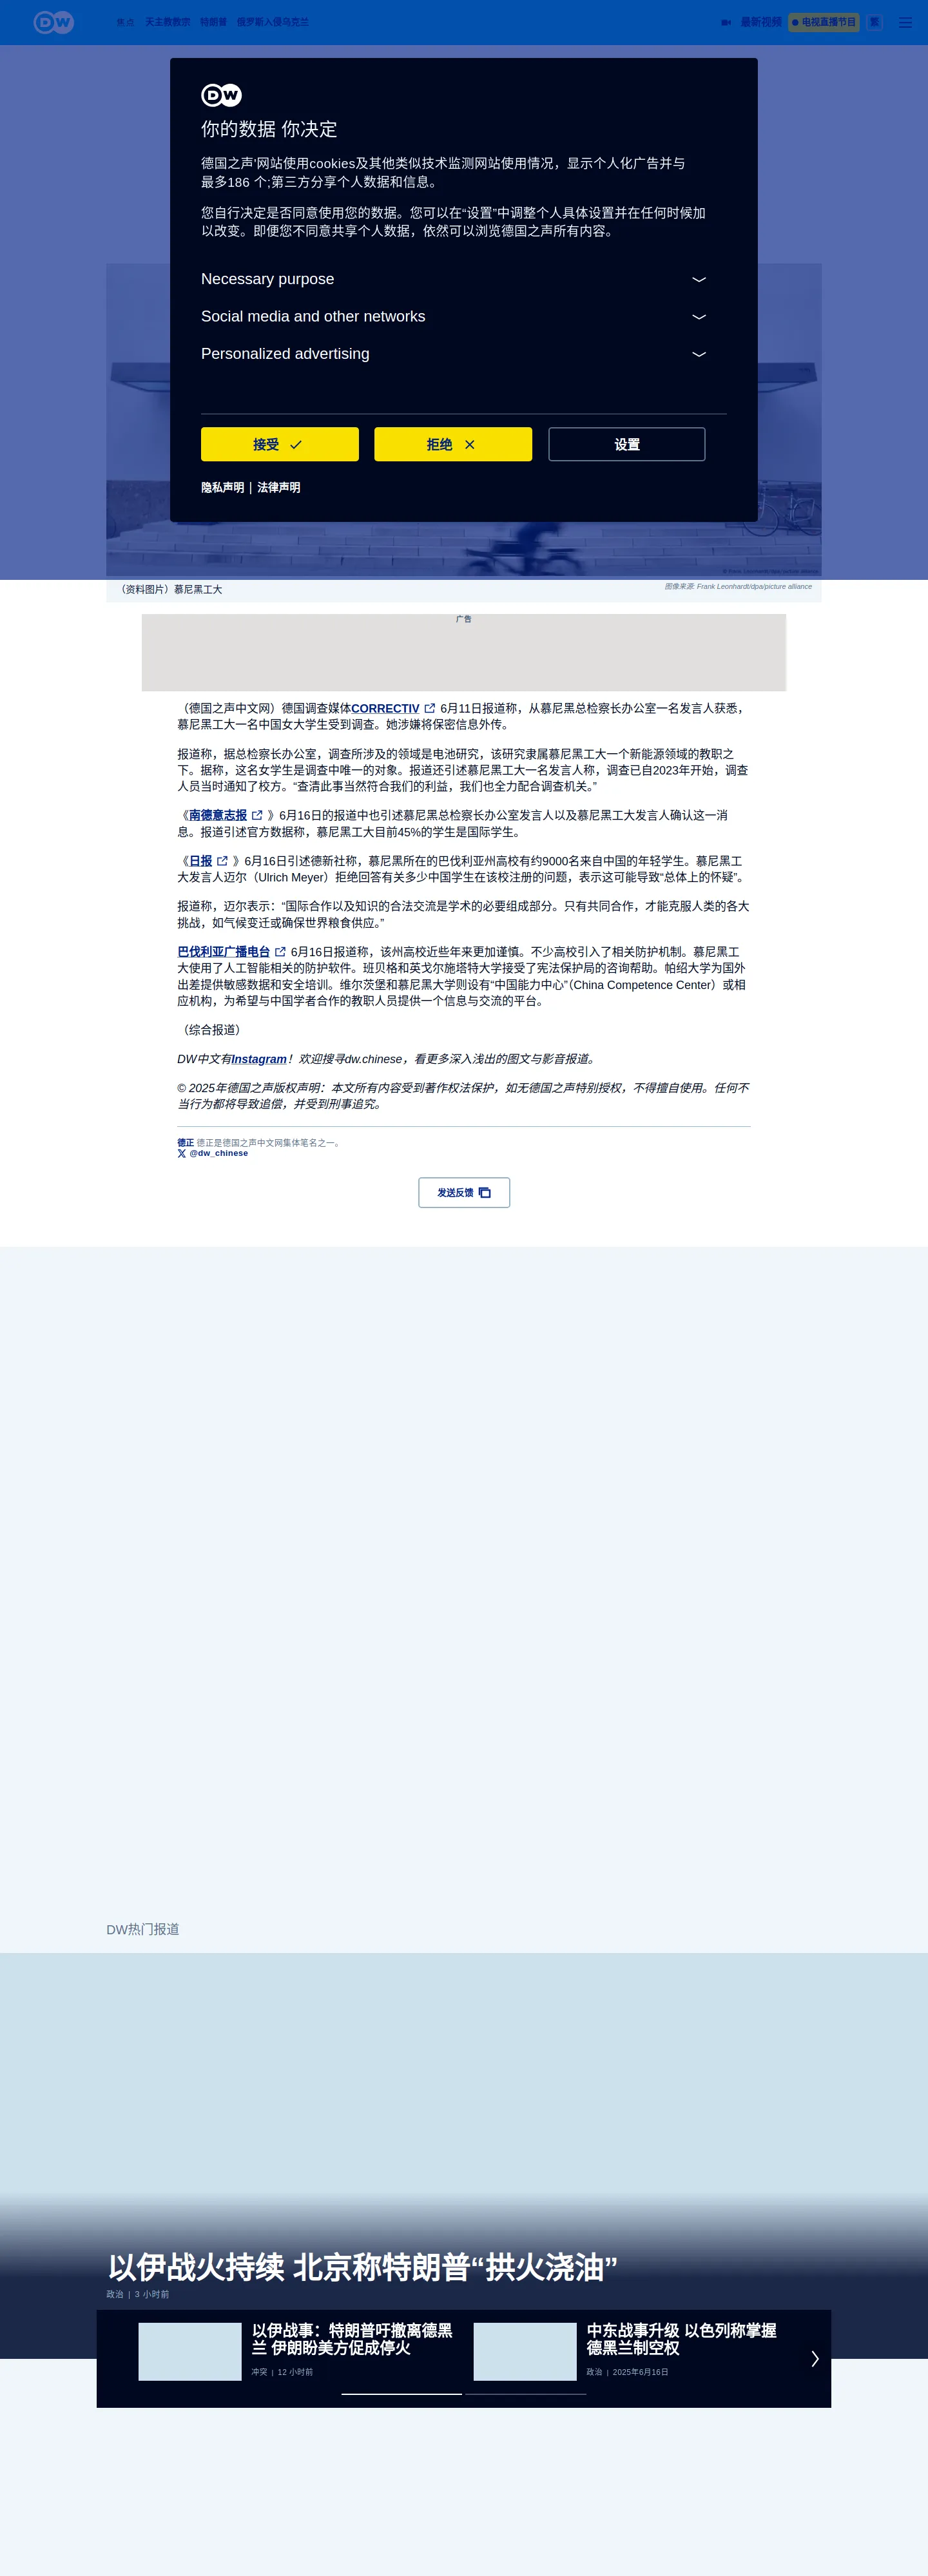 DW
焦点 天主教教宗 特朗普 俄罗斯入侵乌克兰 最新视频 电视直播节目 繁
DW
你的数据 你决定
德国之声'网站使用cookies及其他类似技术监测网站使用情况，显示个人化广告并与
最多186 个;第三方分享个人数据和信息。
您自行决定是否同意使用您的数据。您可以在“设置”中调整个人具体设置并在任何时候加
以改变。即便您不同意共享个人数据，依然可以浏览德国之声所有内容。
Necessary purpose
Social media and other networks
Personalized advertising
接受 拒绝 设置
隐私声明 | 法律声明
（资料图片）慕尼黑工大
图像来源: Frank Leonhardt/dpa/picture alliance
广告
（德国之声中文网）德国调查媒体CORRECTIV 6月11日报道称，从慕尼黑总检察长办公室一名发言人获悉，
慕尼黑工大一名中国女大学生受到调查。她涉嫌将保密信息外传。
报道称，据总检察长办公室，调查所涉及的领域是电池研究，该研究隶属慕尼黑工大一个新能源领域的教职之
下。据称，这名女学生是调查中唯一的对象。报道还引述慕尼黑工大一名发言人称，调查已自2023年开始，调查
人员当时通知了校方。“查清此事当然符合我们的利益，我们也全力配合调查机关。”
《南德意志报 》6月16日的报道中也引述慕尼黑总检察长办公室发言人以及慕尼黑工大发言人确认这一消
息。报道引述官方数据称，慕尼黑工大目前45%的学生是国际学生。
《日报 》6月16日引述德新社称，慕尼黑所在的巴伐利亚州高校有约9000名来自中国的年轻学生。慕尼黑工
大发言人迈尔（Ulrich Meyer）拒绝回答有关多少中国学生在该校注册的问题，表示这可能导致“总体上的怀疑”。
报道称，迈尔表示：“国际合作以及知识的合法交流是学术的必要组成部分。只有共同合作，才能克服人类的各大
挑战，如气候变迁或确保世界粮食供应。”
巴伐利亚广播电台 6月16日报道称，该州高校近些年来更加谨慎。不少高校引入了相关防护机制。慕尼黑工
大使用了人工智能相关的防护软件。班贝格和英戈尔施塔特大学接受了宪法保护局的咨询帮助。帕绍大学为国外
出差提供敏感数据和安全培训。维尔茨堡和慕尼黑大学则设有“中国能力中心”（China Competence Center）或相
应机构，为希望与中国学者合作的教职人员提供一个信息与交流的平台。
（综合报道）
DW中文有Instagram！欢迎搜寻dw.chinese，看更多深入浅出的图文与影音报道。
© 2025年德国之声版权声明：本文所有内容受到著作权法保护，如无德国之声特别授权，不得擅自使用。任何不
当行为都将导致追偿，并受到刑事追究。
德正 德正是德国之声中文网集体笔名之一。
@dw_chinese
发送反馈
DW热门报道
以伊战火持续 北京称特朗普“拱火浇油”
政治 | 3 小时前
以伊战事：特朗普吁撤离德黑
兰 伊朗盼美方促成停火
冲突 | 12 小时前
中东战事升级 以色列称掌握
德黑兰制空权
政治 | 2025年6月16日